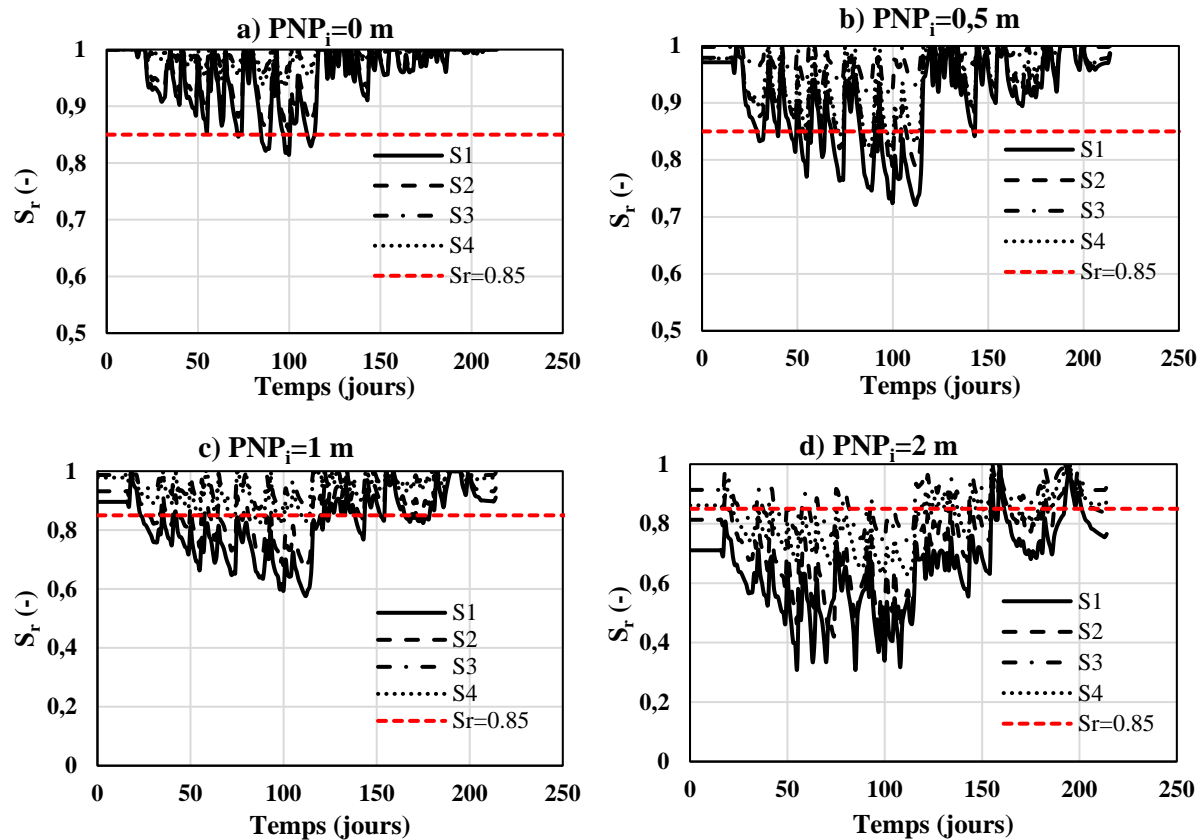 a) PNPi=0 m
1
0,9
0,8
0,7
0,6
0,5
Sr (-)
0 50 100 150 200 250
Temps (jours)
S1
S2
S3
S4
Sr=0.85
b) PNPi=0,5 m
1
0,9
0,8
0,7
0,6
0,5
Sr (-)
0 50 100 150 200 250
Temps (jours)
S1
S2
S3
S4
Sr=0.85
c) PNPi=1 m
1
0,8
0,6
0,4
0,2
0
Sr (-)
0 50 100 150 200 250
Temps (jours)
S1
S2
S3
S4
Sr=0.85
d) PNPi=2 m
1
0,8
0,6
0,4
0,2
0
Sr (-)
0 50 100 150 200 250
Temps (jours)
S1
S2
S3
S4
Sr=0.85